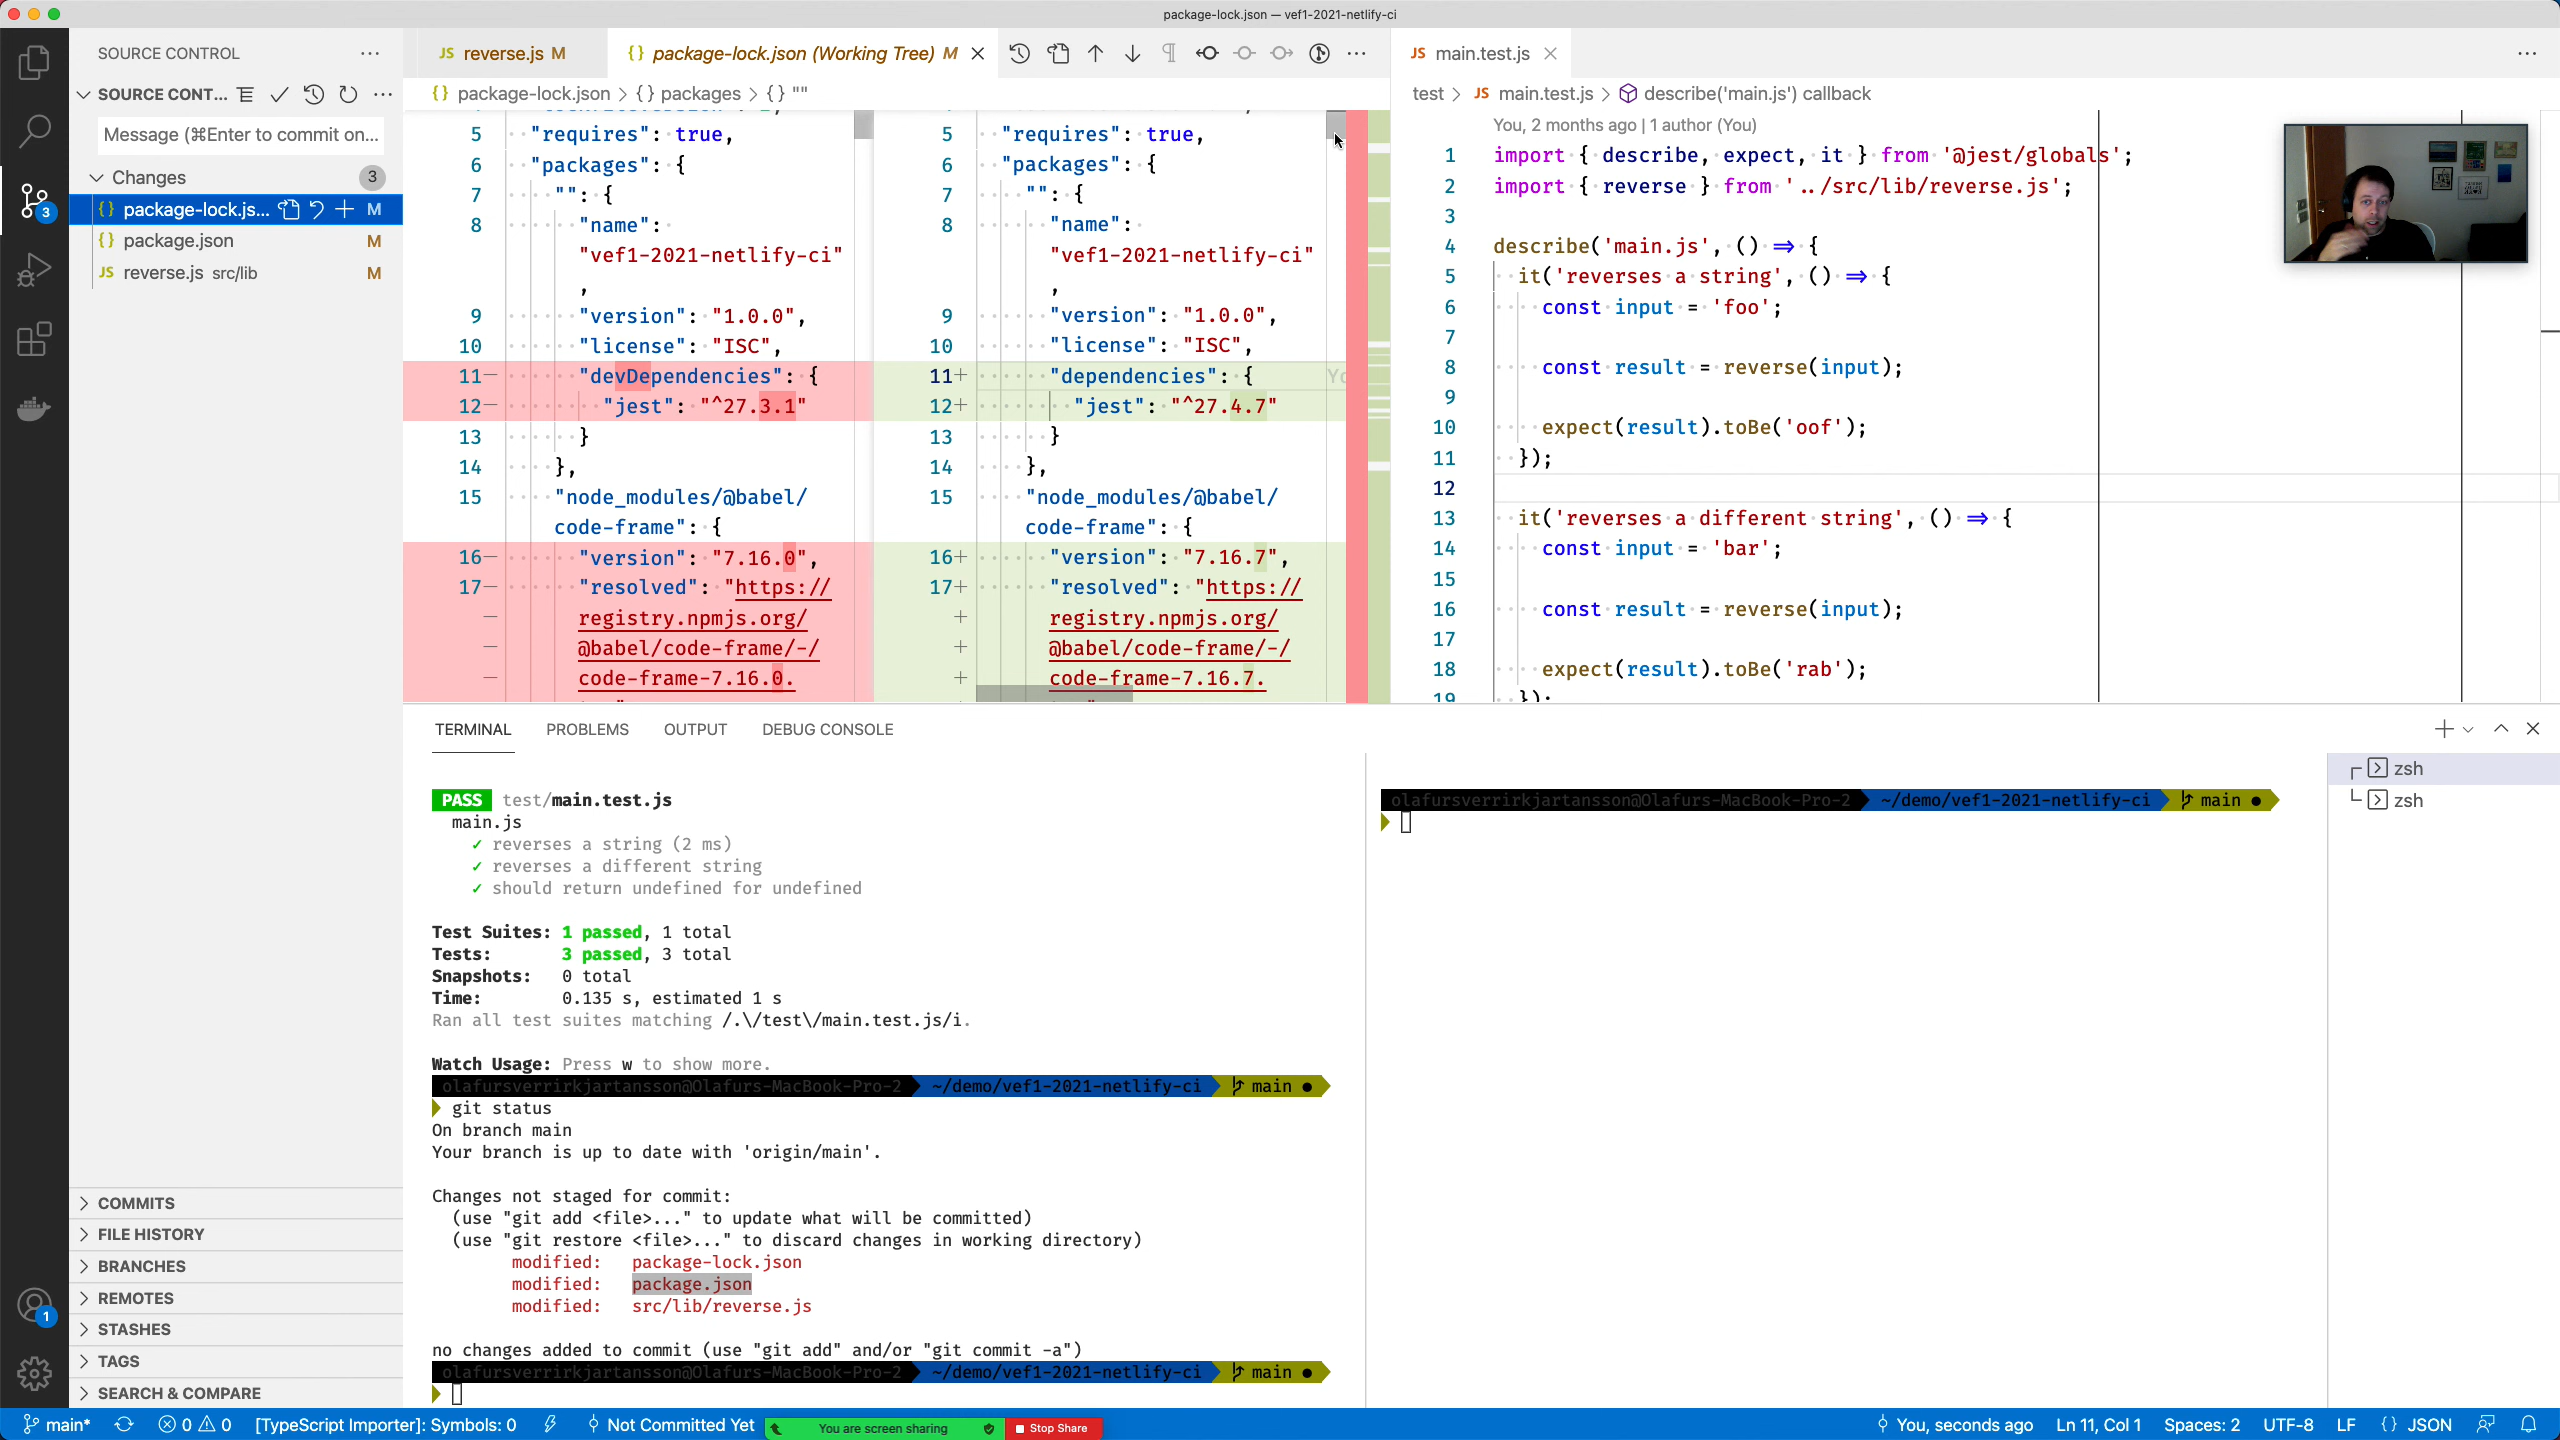 package-lock.json — vef1-2021-netlify-ci
SOURCE CONTROL
SOURCE CONT...
Message (⌘Enter to commit on...
Changes 3
{} package-lock.js... M
{} package.json M
JS reverse.js src/lib M
3
1
COMMITS
FILE HISTORY
BRANCHES
REMOTES
STASHES
TAGS
SEARCH & COMPARE
JS reverse.js M
{} package-lock.json (Working Tree) M
{} package-lock.json > {} packages > {} ""
5 "requires": true,
6 "packages": {
7 "": {
8 "name":
"vef1-2021-netlify-ci"
,
9 "version": "1.0.0",
10 "license": "ISC",
11- "devDependencies": {
12- "jest": "^27.3.1"
13 }
14 },
15 "node_modules/@babel/
code-frame": {
16- "version": "7.16.0",
17- "resolved": "https://
- registry.npmjs.org/
- @babel/code-frame/-/
- code-frame-7.16.0.
5 "requires": true,
6 "packages": {
7 "": {
8 "name":
"vef1-2021-netlify-ci"
,
9 "version": "1.0.0",
10 "license": "ISC",
11+ "dependencies": {
12+ "jest": "^27.4.7"
13 }
14 },
15 "node_modules/@babel/
code-frame": {
16+ "version": "7.16.7",
17+ "resolved": "https://
+ registry.npmjs.org/
+ @babel/code-frame/-/
+ code-frame-7.16.7.
JS main.test.js
test > JS main.test.js > describe('main.js') callback
You, 2 months ago | 1 author (You)
1 import { describe, expect, it } from '@jest/globals';
2 import { reverse } from '../src/lib/reverse.js';
3
4 describe('main.js', () => {
5 it('reverses a string', () => {
6 const input = 'foo';
7
8 const result = reverse(input);
9
10 expect(result).toBe('oof');
11 });
12
13 it('reverses a different string', () => {
14 const input = 'bar';
15
16 const result = reverse(input);
17
18 expect(result).toBe('rab');
19 });
TERMINAL PROBLEMS OUTPUT DEBUG CONSOLE
PASS test/main.test.js
main.js
✓ reverses a string (2 ms)
✓ reverses a different string
✓ should return undefined for undefined
Test Suites: 1 passed, 1 total
Tests: 3 passed, 3 total
Snapshots: 0 total
Time: 0.135 s, estimated 1 s
Ran all test suites matching /.\/test\/main.test.js/i.
Watch Usage: Press w to show more.
olafursverrirkjartansson@Olafurs-MacBook-Pro-2 ~/demo/vef1-2021-netlify-ci main ●
git status
On branch main
Your branch is up to date with 'origin/main'.
Changes not staged for commit:
(use "git add <file>..." to update what will be committed)
(use "git restore <file>..." to discard changes in working directory)
modified: package-lock.json
modified: package.json
modified: src/lib/reverse.js
no changes added to commit (use "git add" and/or "git commit -a")
olafursverrirkjartansson@Olafurs-MacBook-Pro-2 ~/demo/vef1-2021-netlify-ci main ●
olafursverrirkjartansson@Olafurs-MacBook-Pro-2 ~/demo/vef1-2021-netlify-ci main ●
zsh
zsh
main* 0 0 [TypeScript Importer]: Symbols: 0 Not Committed Yet You are screen sharing Stop Share You, seconds ago Ln 11, Col 1 Spaces: 2 UTF-8 LF {} JSON